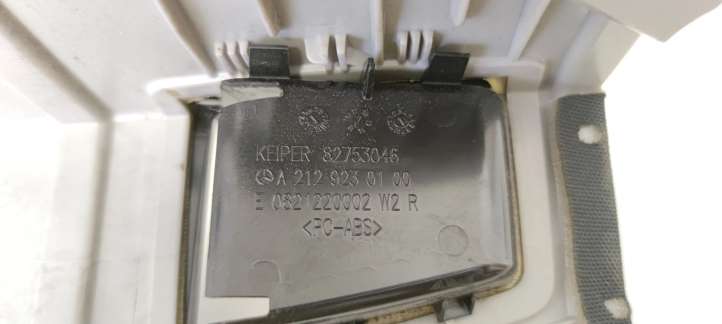 KEIPER 82753046
A 212 923 01 00
0821220002 W2 R
>PC-ABS<